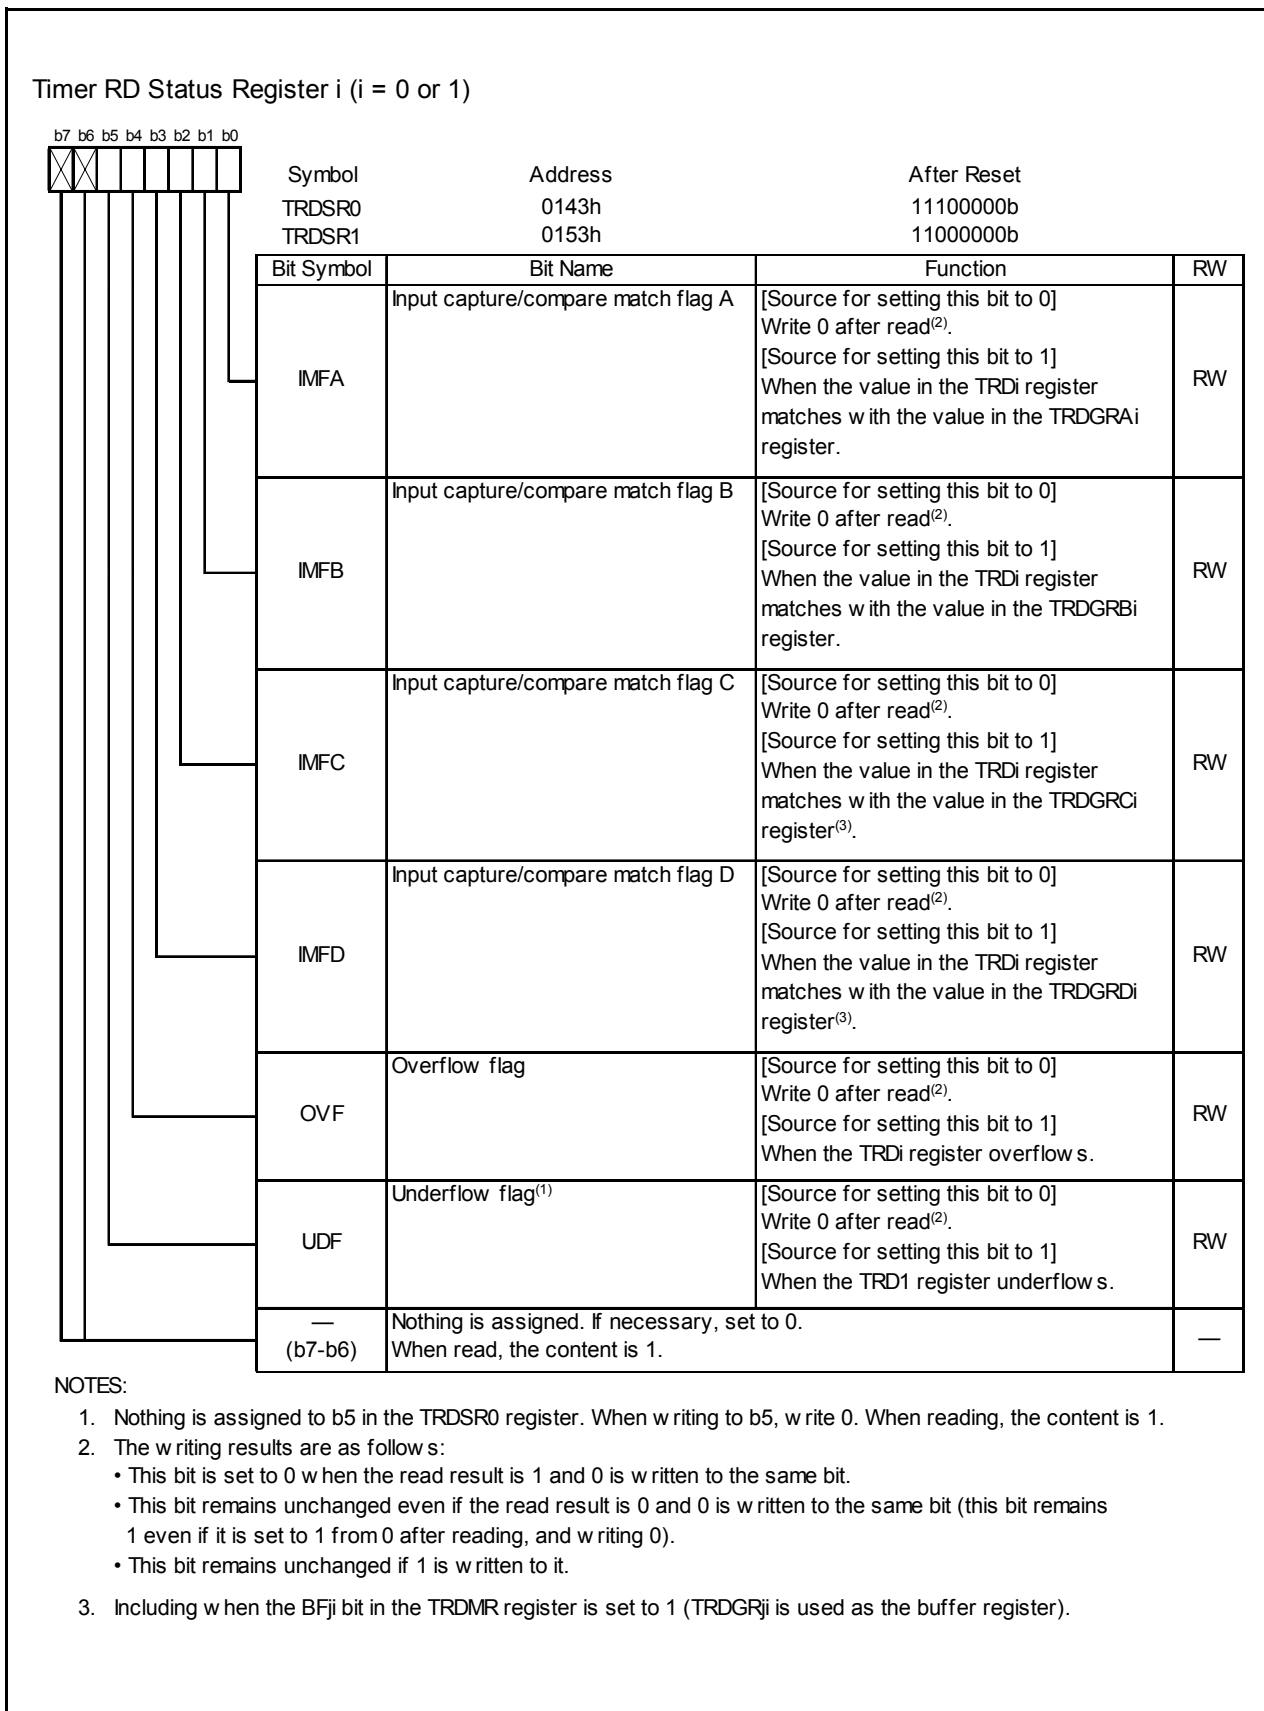 Timer RD Status Register i (i = 0 or 1)
b7 b6 b5 b4 b3 b2 b1 b0
Symbol Address After Reset
TRDSR0 0143h 11100000b
TRDSR1 0153h 11000000b
Bit Symbol Bit Name Function RW
Input capture/compare match flag A [Source for setting this bit to 0]
Write 0 after read(2).
[Source for setting this bit to 1]
IMFA When the value in the TRDi register RW
matches with the value in the TRDGRAi
register.
Input capture/compare match flag B [Source for setting this bit to 0]
Write 0 after read(2).
[Source for setting this bit to 1]
IMFB When the value in the TRDi register RW
matches with the value in the TRDGRBi
register.
Input capture/compare match flag C [Source for setting this bit to 0]
Write 0 after read(2).
[Source for setting this bit to 1]
IMFC When the value in the TRDi register RW
matches with the value in the TRDGRCi
register(3).
Input capture/compare match flag D [Source for setting this bit to 0]
Write 0 after read(2).
[Source for setting this bit to 1]
IMFD When the value in the TRDi register RW
matches with the value in the TRDGRDi
register(3).
Overflow flag [Source for setting this bit to 0]
Write 0 after read(2).
OVF [Source for setting this bit to 1] RW
When the TRDi register overflows.
Underflow flag(1) [Source for setting this bit to 0]
Write 0 after read(2).
UDF [Source for setting this bit to 1] RW
When the TRD1 register underflows.
— Nothing is assigned. If necessary, set to 0. —
(b7-b6) When read, the content is 1.
NOTES:
1. Nothing is assigned to b5 in the TRDSR0 register. When writing to b5, write 0. When reading, the content is 1.
2. The writing results are as follows:
• This bit is set to 0 when the read result is 1 and 0 is written to the same bit.
• This bit remains unchanged even if the read result is 0 and 0 is written to the same bit (this bit remains
1 even if it is set to 1 from 0 after reading, and writing 0).
• This bit remains unchanged if 1 is written to it.
3. Including when the BFji bit in the TRDMR register is set to 1 (TRDGRji is used as the buffer register).